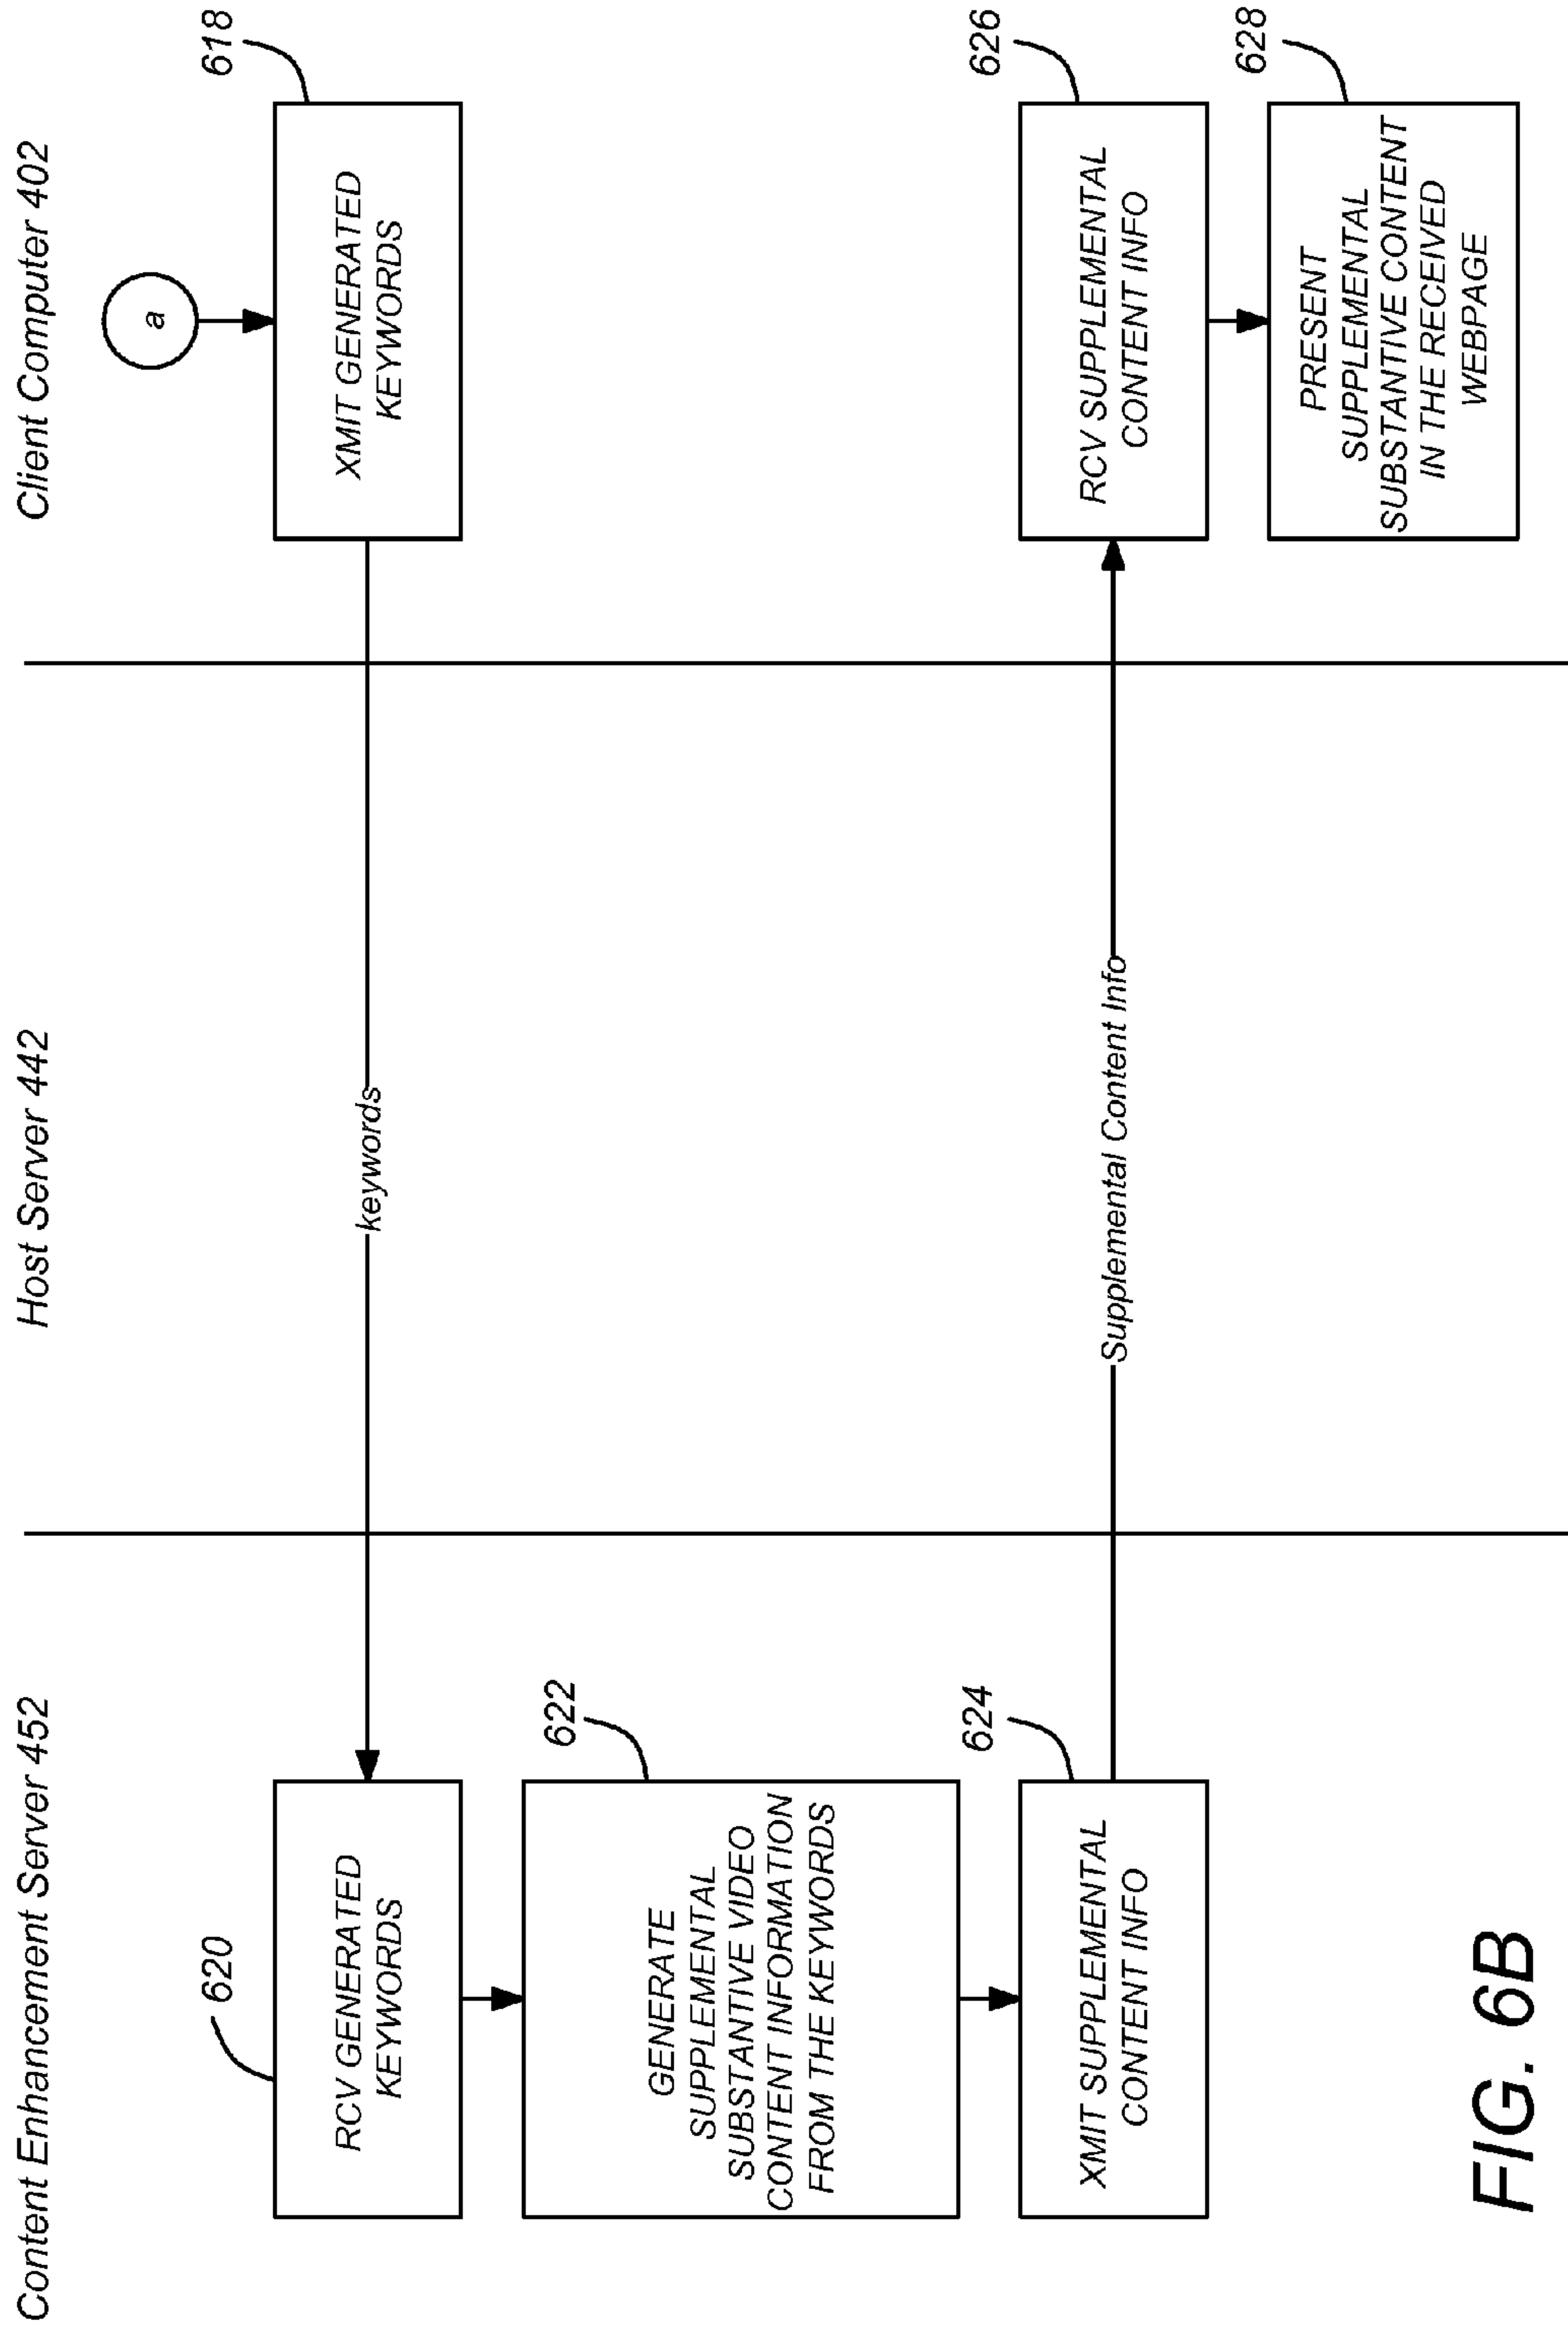 Content Enhancement Server 452
Host Server 442
Client Computer 402
a
618
XMIT GENERATED
KEYWORDS
keywords
620
RCV GENERATED
KEYWORDS
622
GENERATE
SUPPLEMENTAL
SUBSTANTIVE VIDEO
CONTENT INFORMATION
FROM THE KEYWORDS
624
XMIT SUPPLEMENTAL
CONTENT INFO
Supplemental Content Info
626
RCV SUPPLEMENTAL
CONTENT INFO
628
PRESENT
SUPPLEMENTAL
SUBSTANTIVE CONTENT
IN THE RECEIVED
WEBPAGE
FIG. 6B